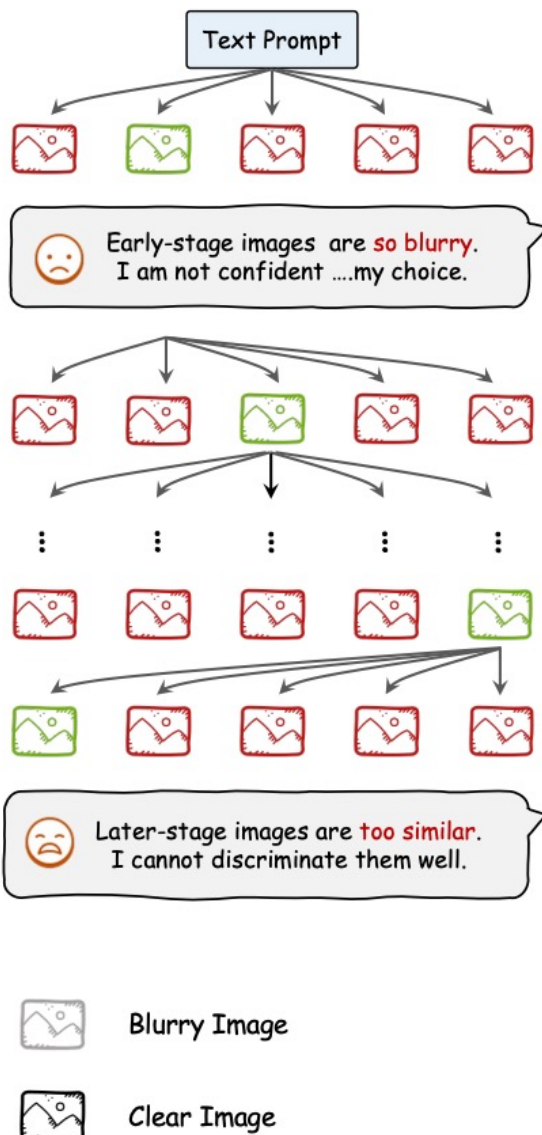 Text Prompt
Early-stage images are so blurry.
I am not confident ....my choice.
Later-stage images are too similar.
I cannot discriminate them well.
Blurry Image
Clear Image